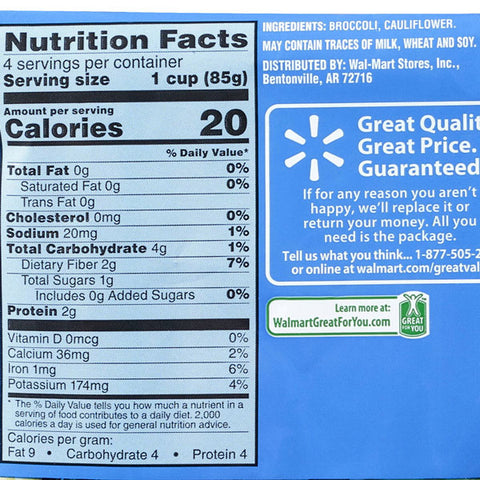 Nutrition Facts
4 servings per container
Serving size 1 cup (85g)
Amount per serving
Calories 20
% Daily Value*
Total Fat 0g 0%
Saturated Fat 0g 0%
Trans Fat 0g
Cholesterol 0mg 0%
Sodium 20mg 1%
Total Carbohydrate 4g 1%
Dietary Fiber 2g 7%
Total Sugars 1g
Includes 0g Added Sugars 0%
Protein 2g
Vitamin D 0mcg 0%
Calcium 36mg 2%
Iron 1mg 6%
Potassium 174mg 4%
* The % Daily Value tells you how much a nutrient in a
serving of food contributes to a daily diet. 2,000
calories a day is used for general nutrition advice.
Calories per gram:
Fat 9 • Carbohydrate 4 • Protein 4
INGREDIENTS: BROCCOLI, CAULIFLOWER.
MAY CONTAIN TRACES OF MILK, WHEAT AND SOY.
DISTRIBUTED BY: Wal-Mart Stores, Inc.,
Bentonville, AR 72716
Great Qualit
Great Price.
Guaranteed
If for any reason you aren't
happy, we'll replace it or
return your money. All you
need is the package.
Tell us what you think... 1-877-505-2
or online at walmart.com/greatval
Learn more at:
WalmartGreatForYou.com
GREAT
FOR YOU